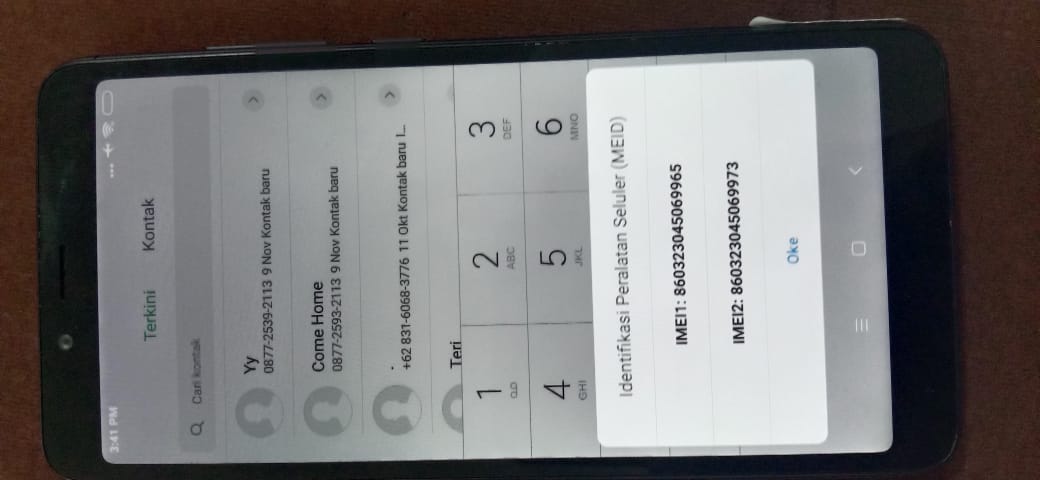 3:41 PM
Terkini Kontak
Cari kontak
Yy
0877-2539-2113 9 Nov Kontak baru
Come Home
0877-2593-2113 9 Nov Kontak baru
.
+62 831-6068-3776 11 Okt Kontak baru I...
Teri
1 2 3
ABC DEF
4 5 6
GHI JKL MNO
Identifikasi Peralatan Seluler (MEID)
IMEI1: 860323045069965
IMEI2: 860323045069973
Oke